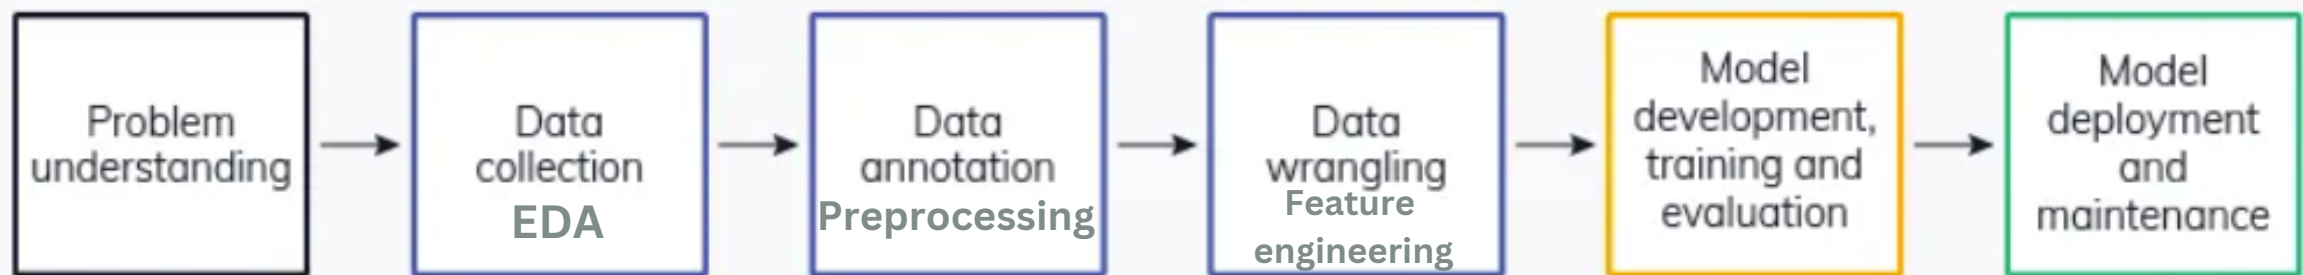 Problem
understanding
Data
collection
EDA
Data
annotation
Preprocessing
Data
wrangling
Feature
engineering
Model
development,
training and
evaluation
Model
deployment
and
maintenance